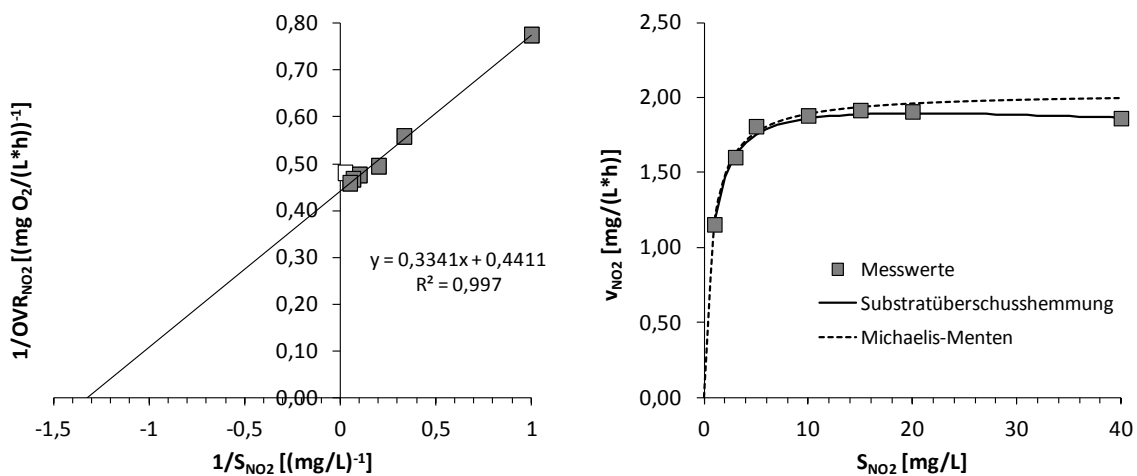 0,80
0,70
0,60
0,50
0,40
0,30
0,20
0,10
0,00
1/OVR_NO2 [(mg O₂/(L*h))⁻¹
y = 0,3341x + 0,4411
R² = 0,997
-1,5 -1 -0,5 0 0,5 1
1/S_NO2 [(mg/L)⁻¹]
2,50
2,00
1,50
1,00
0,50
0,00
v_NO2 [mg/(L*h)]
Messwerte
Substratüberschusshemmung
Michaelis-Menten
0 20 40
S_NO2 [mg/L]